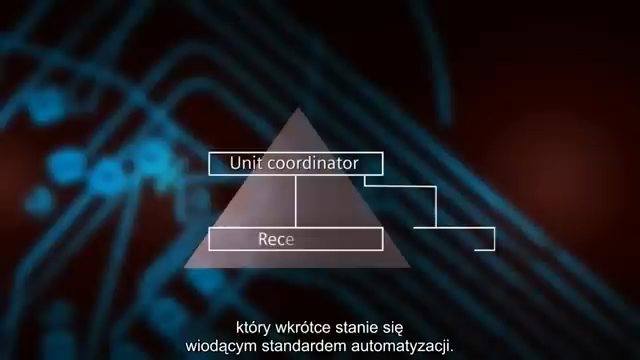 Unit coordinator
Rece
który wkrótce stanie się
wiodącym standardem automatyzacji.